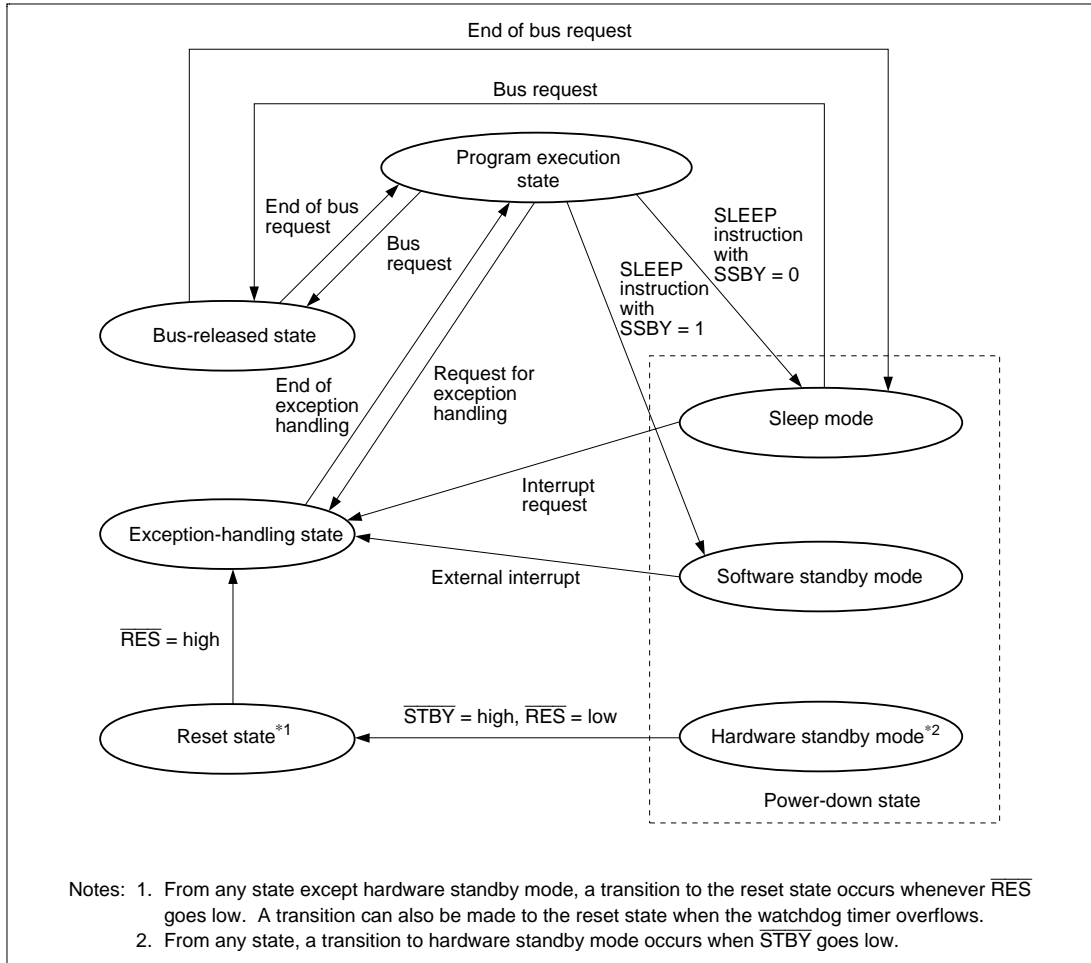 End of bus request
Bus request
Program execution
state
End of bus
request
Bus
request
SLEEP
instruction
with
SSBY = 0
SLEEP
instruction
with
SSBY = 1
Bus-released state
End of
exception
handling
Request for
exception
handling
Sleep mode
Interrupt
request
Exception-handling state
External interrupt
Software standby mode
R̅E̅S̅ = high
S̅T̅B̅Y̅ = high, R̅E̅S̅ = low
Reset state*1
Hardware standby mode*2
Power-down state
Notes: 1. From any state except hardware standby mode, a transition to the reset state occurs whenever R̅E̅S̅
goes low. A transition can also be made to the reset state when the watchdog timer overflows.
2. From any state, a transition to hardware standby mode occurs when S̅T̅B̅Y̅ goes low.